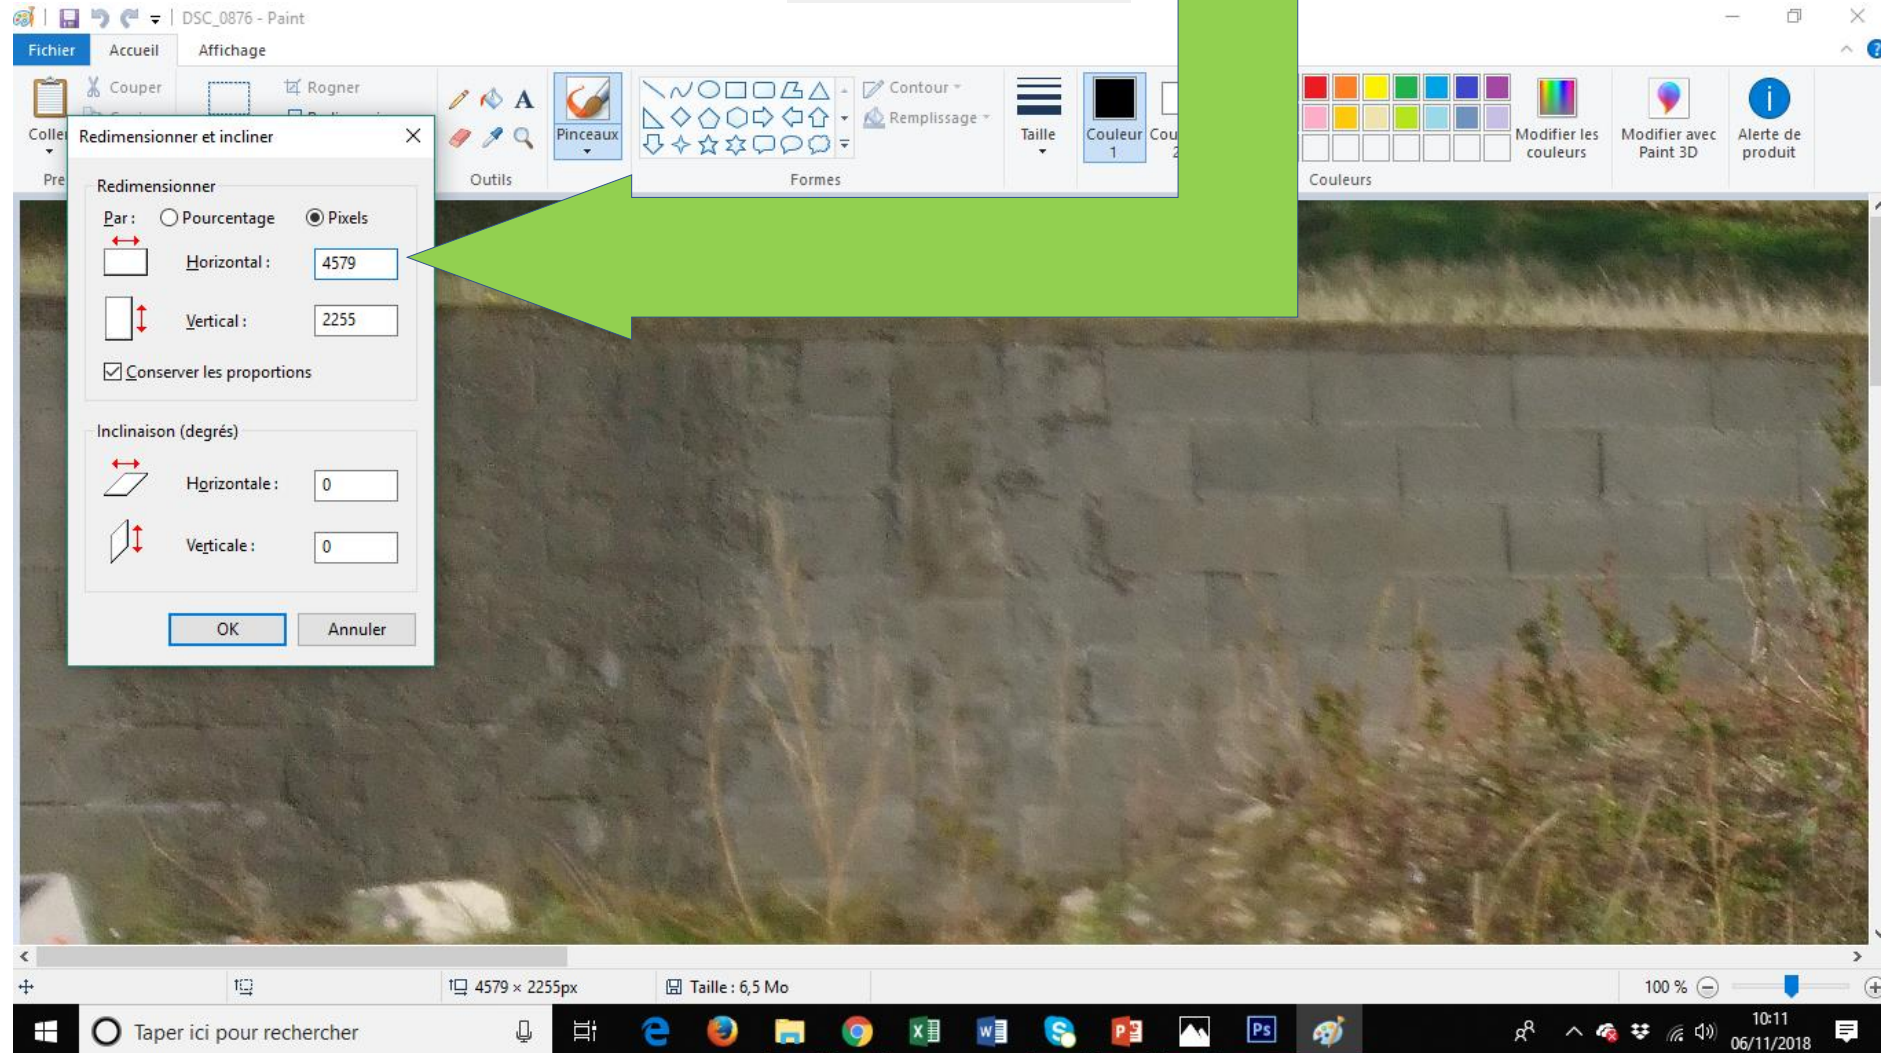 DSC_0876 - Paint
Fichier Accueil Affichage
Couper
Rogner
Coller
A
Pinceaux
Contour
Remplissage
Taille
Couleur
1
Modifier les
couleurs
Modifier avec
Paint 3D
Alerte de
produit
Outils
Formes
Couleurs
Redimensionner et incliner
Redimensionner
Par : Pourcentage Pixels
Horizontal : 4579
Vertical : 2255
Conserver les proportions
Inclinaison (degrés)
Horizontale : 0
Verticale : 0
OK Annuler
4579 × 2255px
Taille : 6,5 Mo
100 %
Taper ici pour rechercher
Ps
10:11
06/11/2018